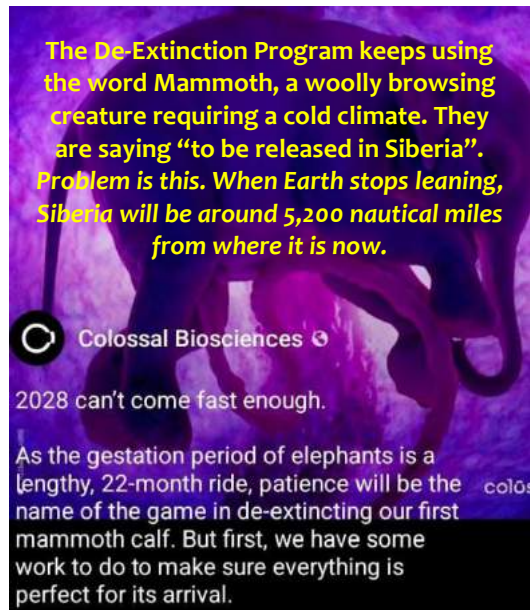 The De-Extinction Program keeps using
the word Mammoth, a woolly browsing
creature requiring a cold climate. They
are saying “to be released in Siberia”.
Problem is this. When Earth stops leaning,
Siberia will be around 5,200 nautical miles
from where it is now.
Colossal Biosciences
2028 can’t come fast enough.
As the gestation period of elephants is a
lengthy, 22-month ride, patience will be the
name of the game in de-extincting our first
mammoth calf. But first, we have some
work to do to make sure everything is
perfect for its arrival.